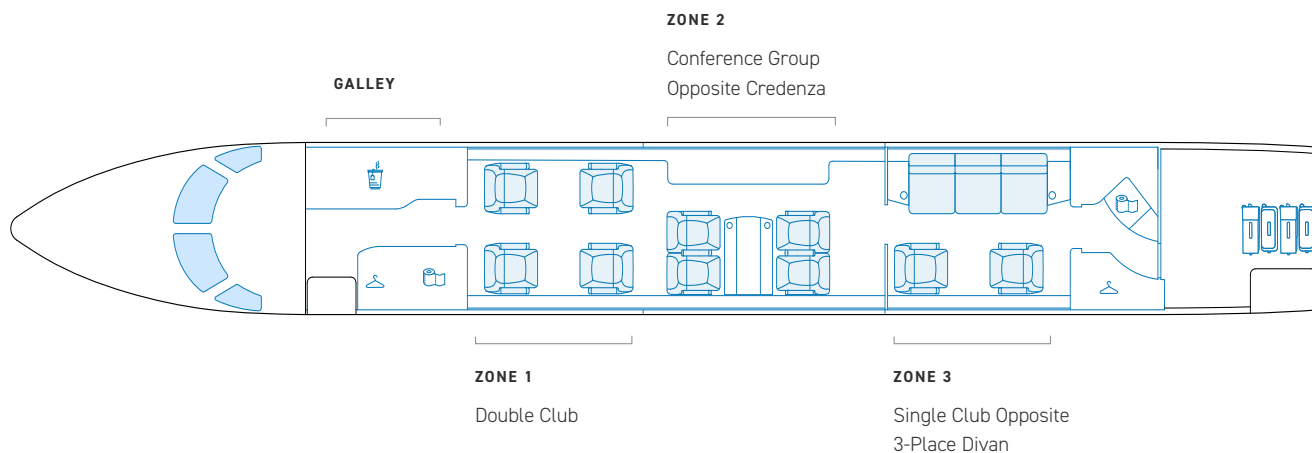 ZONE 2
Conference Group
Opposite Credenza
GALLEY
ZONE 1
Double Club
ZONE 3
Single Club Opposite
3-Place Divan